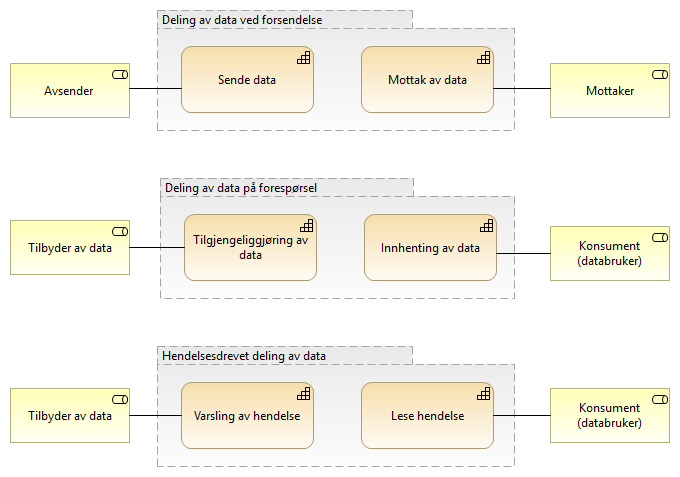 Deling av data ved forsendelse
Avsender
Sende data
Mottak av data
Mottaker
Deling av data på forespørsel
Tilbyder av data
Tilgjengeliggjøring av
data
Innhenting av data
Konsument
(databruker)
Hendelsesdrevet deling av data
Tilbyder av data
Varsling av hendelse
Lese hendelse
Konsument
(databruker)